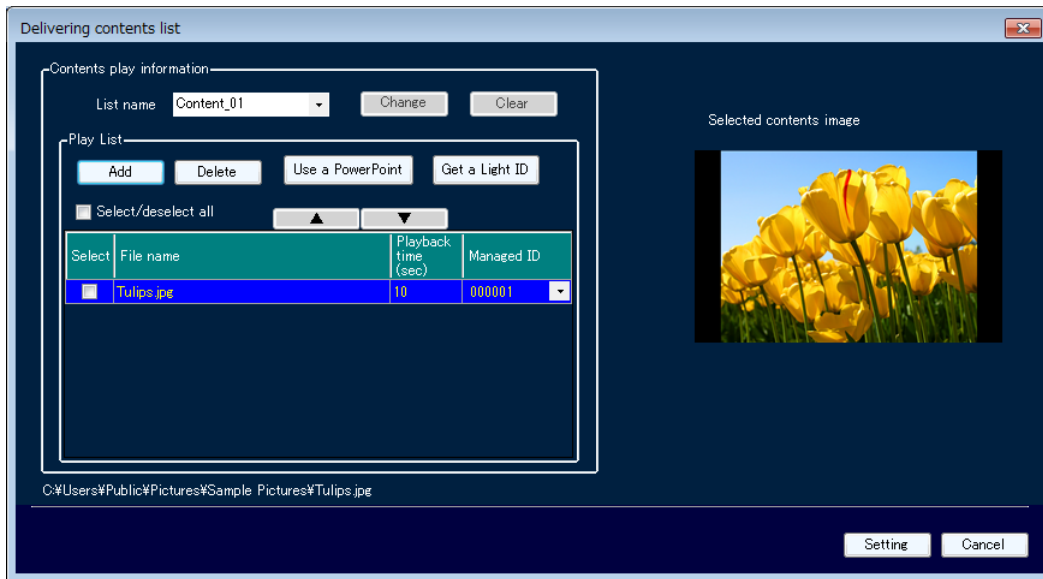 Delivering contents list
Contents play information
List name Content_01 Change Clear
Selected contents image
Play List
Add Delete Use a PowerPoint Get a Light ID
Select/deselect all ▲ ▼
Select File name Playback time (sec) Managed ID
Tulips.jpg 10 000001
C:¥Users¥Public¥Pictures¥Sample Pictures¥Tulips.jpg
Setting Cancel